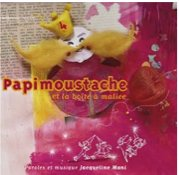 Papimoustache
et la boîte à malice
Paroles et musique Jacqueline Mani